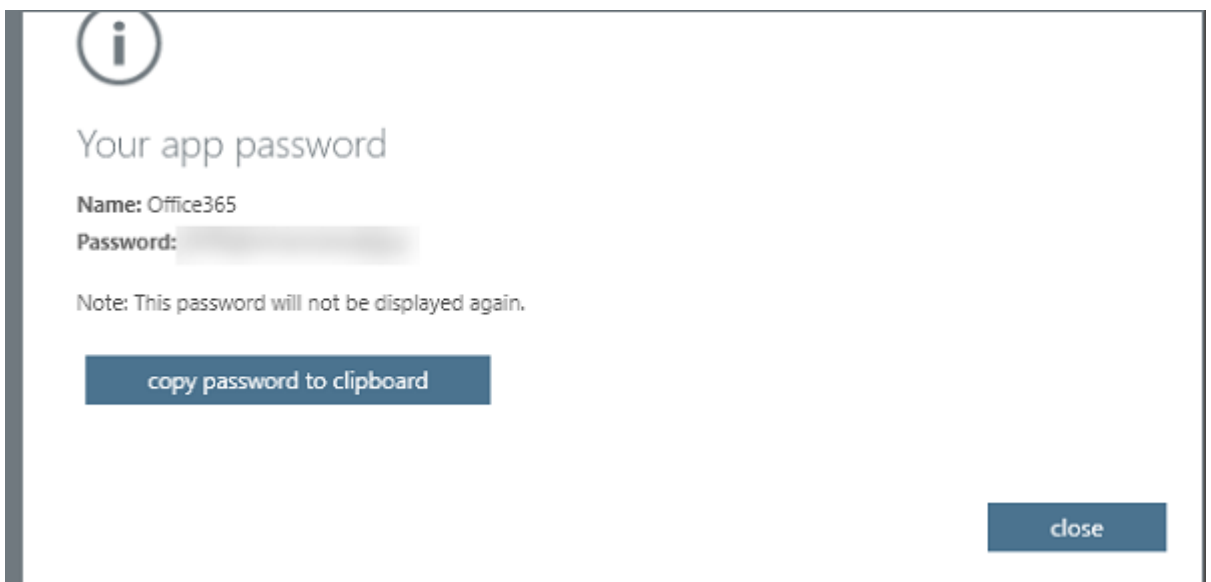 Your app password
Name: Office365
Password:
Note: This password will not be displayed again.
copy password to clipboard
close